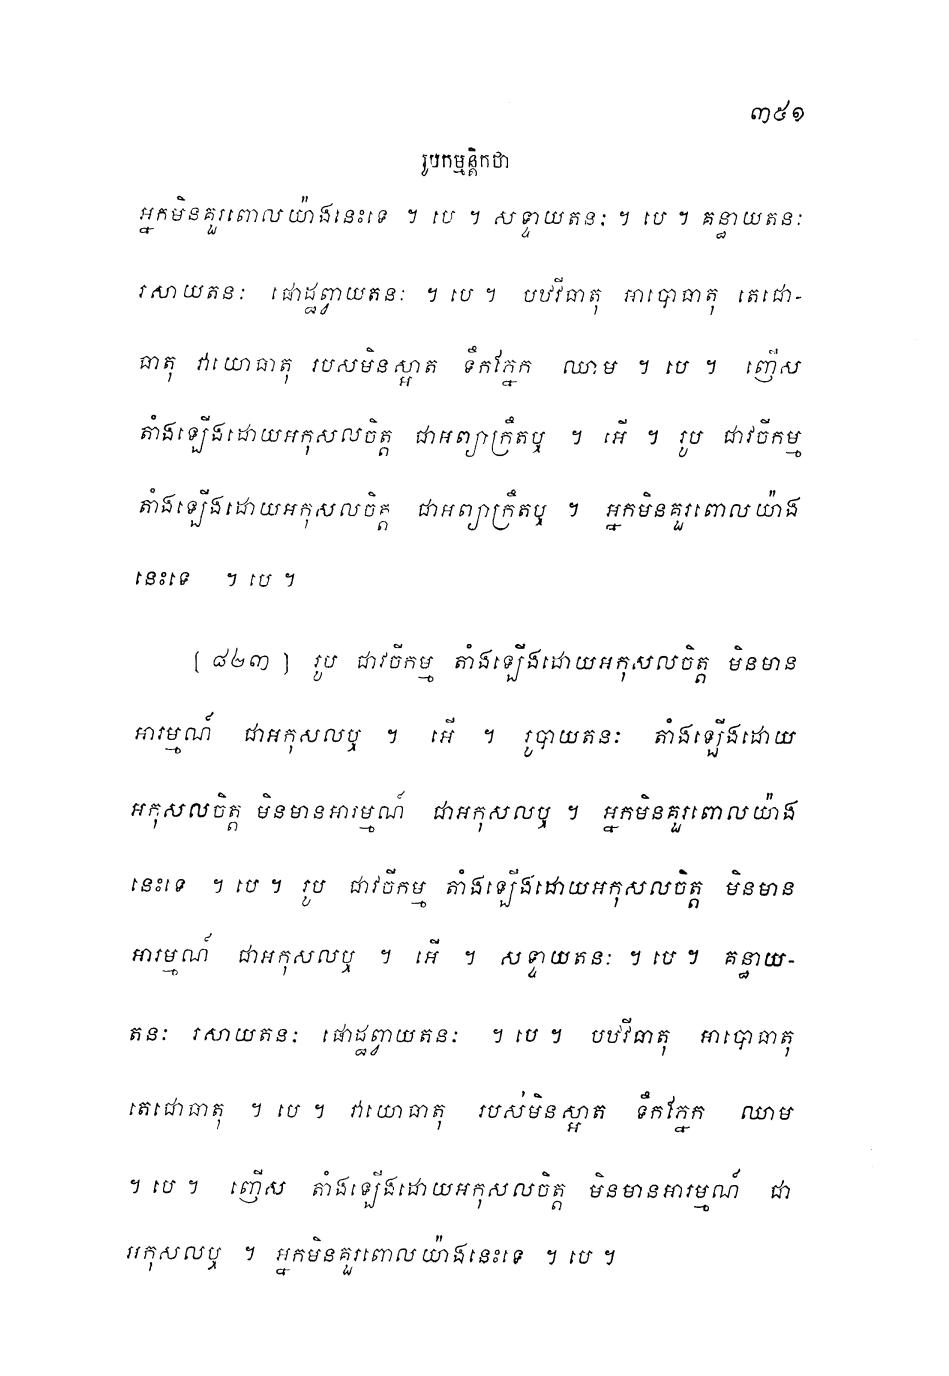 ៣៥១
រូបកម្មន្តិកថា
អ្នកមិនគួរពោលយ៉ាងនេះទេ ។ បេ ។ សទ្ទាយតនៈ ។ បេ ។ គន្ធាយតនៈ
រសាយតនៈ ផោដ្ឋព្វាយតនៈ ។ បេ ។ បឋវីធាតុ អាបោធាតុ តេជោ-
ធាតុ វាយោធាតុ របសមិនស្អាត ទឹកភ្នែក ឈាម ។ បេ ។ ញើស
តាំងឡើងដោយអកុសលចិត្ត ជាអព្យាក្រឹតឬ ។ អើ ។ រូប ជាវចីកម្ម
តាំងឡើងដោយអកុសលចិត្ត ជាអព្យាក្រឹតឬ ។ អ្នកមិនគួរពោលយ៉ាង
នេះទេ ។ បេ ។
[ ៨២៣ ] រូប ជាវចីកម្ម តាំងឡើងដោយអកុសលចិត្ត មិនមាន
អារម្មណ៍ ជាអកុសលឬ ។ អើ ។ រូបាយតនៈ តាំងឡើងដោយ
អកុសលចិត្ត មិនមានអារម្មណ៍ ជាអកុសលឬ ។ អ្នកមិនគួរពោលយ៉ាង
នេះទេ ។ បេ ។ រូប ជាវចីកម្ម តាំងឡើងដោយអកុសលចិត្ត មិនមាន
អារម្មណ៍ ជាអកុសលឬ ។ អើ ។ សទ្ទាយតនៈ ។ បេ ។ គន្ធាយ-
តនៈ រសាយតនៈ ផោដ្ឋព្វាយតនៈ ។ បេ ។ បឋវីធាតុ អាបោធាតុ
តេជោធាតុ ។ បេ ។ វាយោធាតុ របស់មិនស្អាត ទឹកភ្នែក ឈាម
។ បេ ។ ញើស តាំងឡើងដោយអកុសលចិត្ត មិនមានអារម្មណ៍ ជា
អកុសលឬ ។ អ្នកមិនគួរពោលយ៉ាងនេះទេ ។ បេ ។